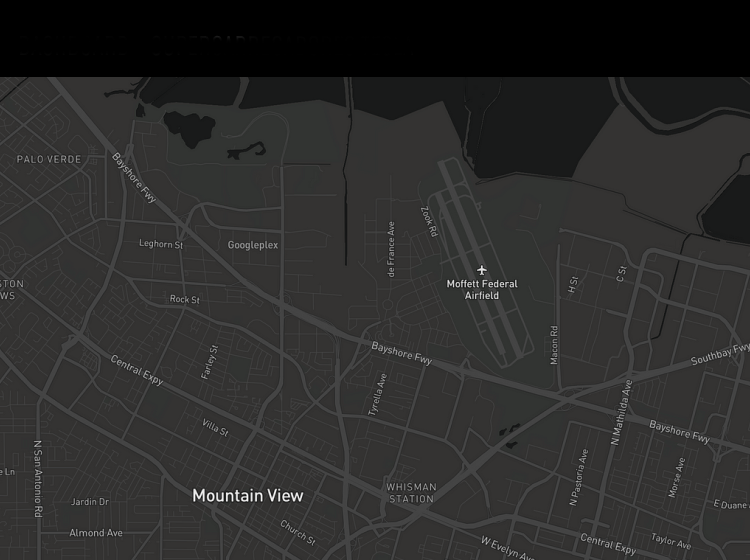 PALO VERDE
Bayshore Fwy
Zook Rd
de France Ave
Leghorn St
Googleplex
Moffett Federal
Airfield
H St
C St
Rock St
Macon Rd
Bayshore Fwy
Southbay Fwy
Farley St
Central Expy
Tyrella Ave
N Mathilda Ave
Villa St
Bayshore Fwy
N San Antonio Rd
N Pastoria Ave
Morse Ave
Mountain View
WHISMAN
STATION
Jardin Dr
E Duane
Almond Ave
Church St
W Evelyn Ave
Central Expy
Taylor Ave